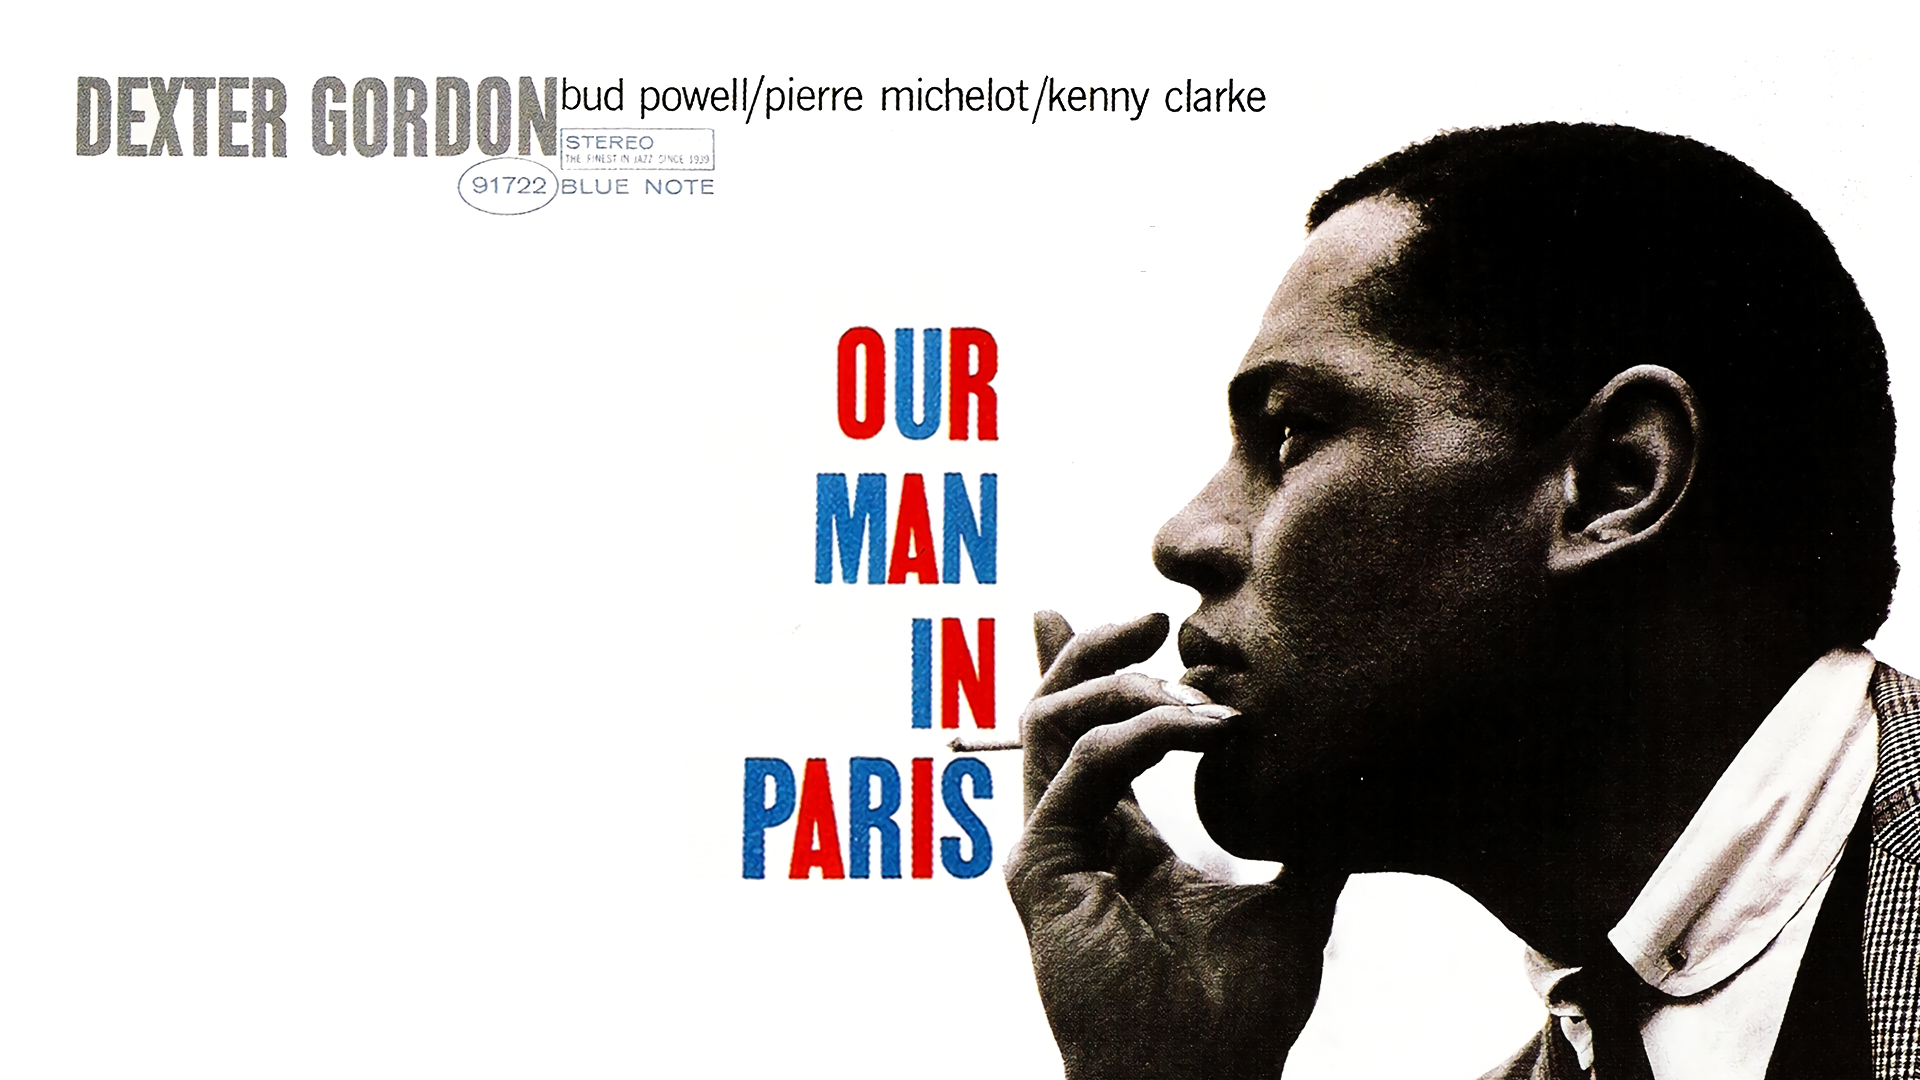 DEXTER GORDON bud powell/pierre michelot/kenny clarke
STEREO
THE FINEST IN JAZZ SINCE 1939
91722 BLUE NOTE
OUR
MAN
IN
PARIS